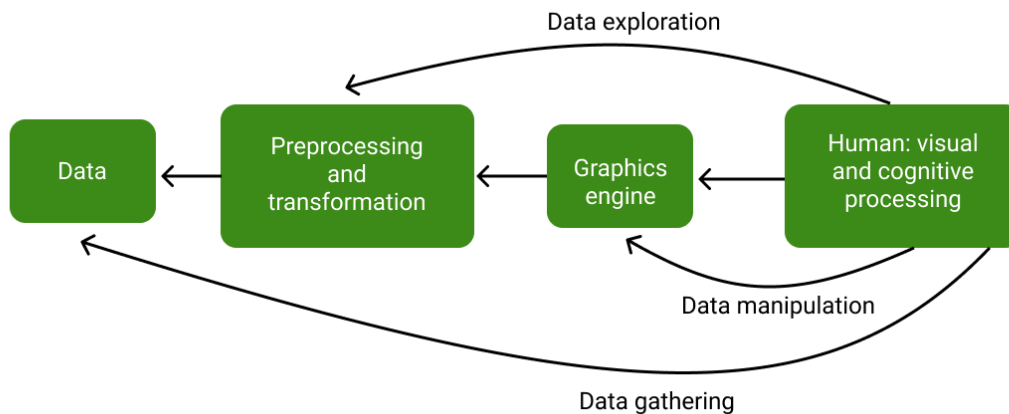 Data exploration
Data
Preprocessing
and
transformation
Graphics
engine
Human: visual
and cognitive
processing
Data manipulation
Data gathering